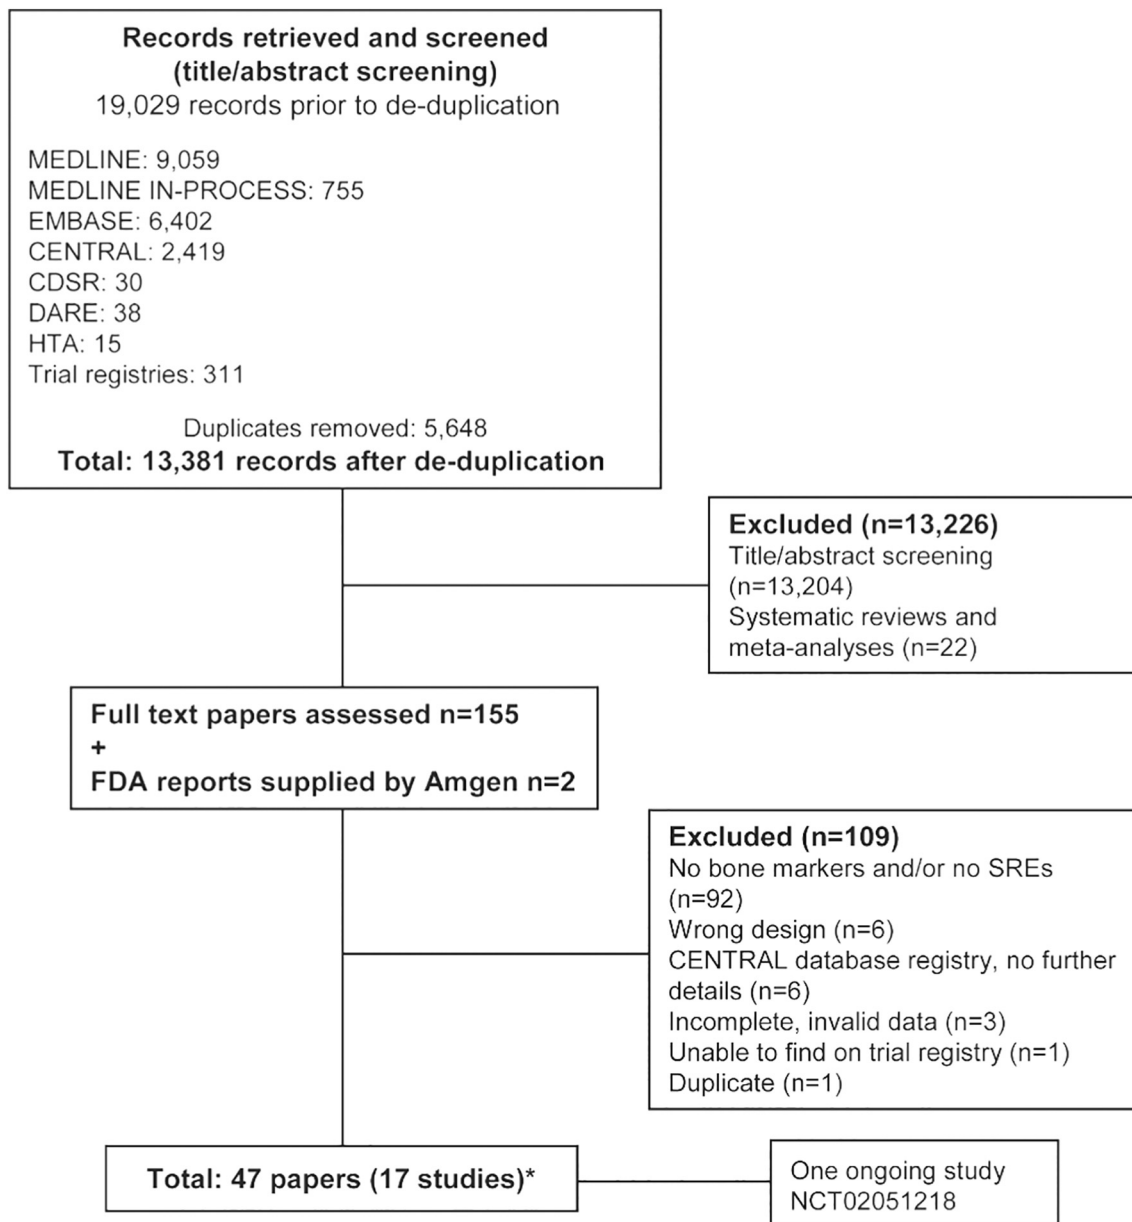 Records retrieved and screened
(title/abstract screening)
19,029 records prior to de-duplication
MEDLINE: 9,059
MEDLINE IN-PROCESS: 755
EMBASE: 6,402
CENTRAL: 2,419
CDSR: 30
DARE: 38
HTA: 15
Trial registries: 311
Duplicates removed: 5,648
Total: 13,381 records after de-duplication
Excluded (n=13,226)
Title/abstract screening
(n=13,204)
Systematic reviews and
meta-analyses (n=22)
Full text papers assessed n=155
+
FDA reports supplied by Amgen n=2
Excluded (n=109)
No bone markers and/or no SREs
(n=92)
Wrong design (n=6)
CENTRAL database registry, no further
details (n=6)
Incomplete, invalid data (n=3)
Unable to find on trial registry (n=1)
Duplicate (n=1)
Total: 47 papers (17 studies)*
One ongoing study
NCT02051218